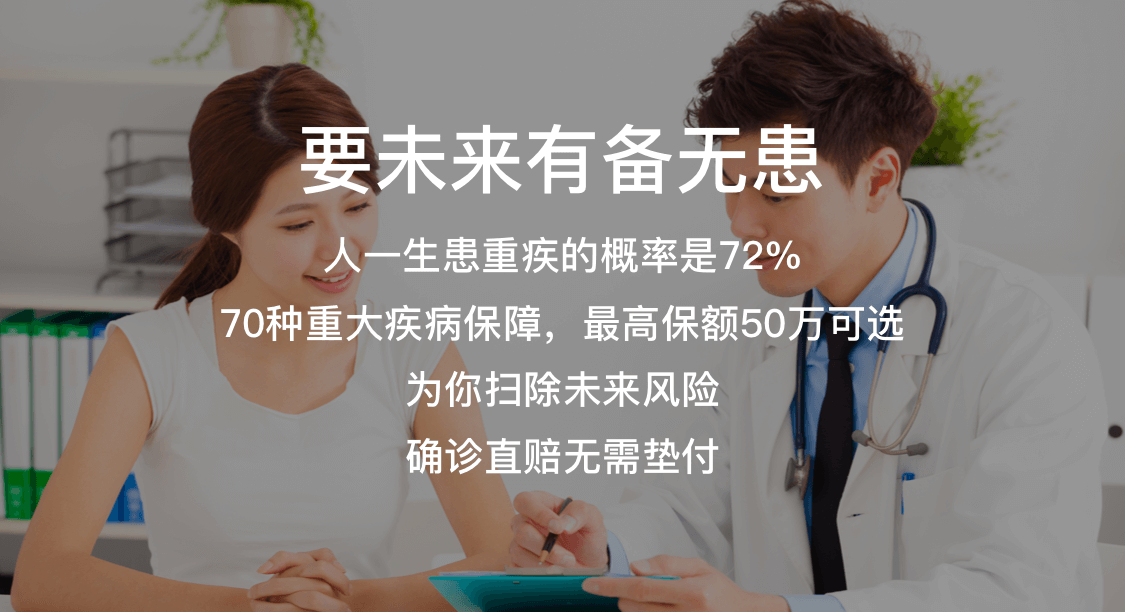 要未来有备无患
人一生患重疾的概率是72%
70种重大疾病保障，最高保额50万可选
为你扫除未来风险
确诊直赔无需垫付